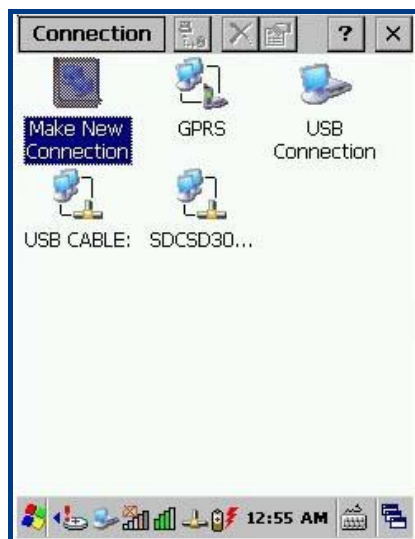 Connection
? ×
Make New
Connection
GPRS
USB
Connection
USB CABLE:
SDCSD30...
12:55 AM